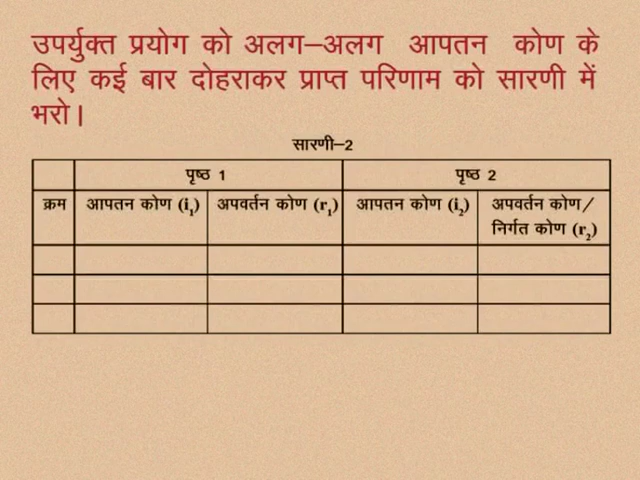 उपर्युक्त प्रयोग को अलग–अलग आपतन कोण के
लिए कई बार दोहराकर प्राप्त परिणाम को सारणी में
भरो।
सारणी–2
पृष्ठ 1 पृष्ठ 2
क्रम आपतन कोण (i₁) अपवर्तन कोण (r₁) आपतन कोण (i₂) अपवर्तन कोण/
निर्गत कोण (r₂)